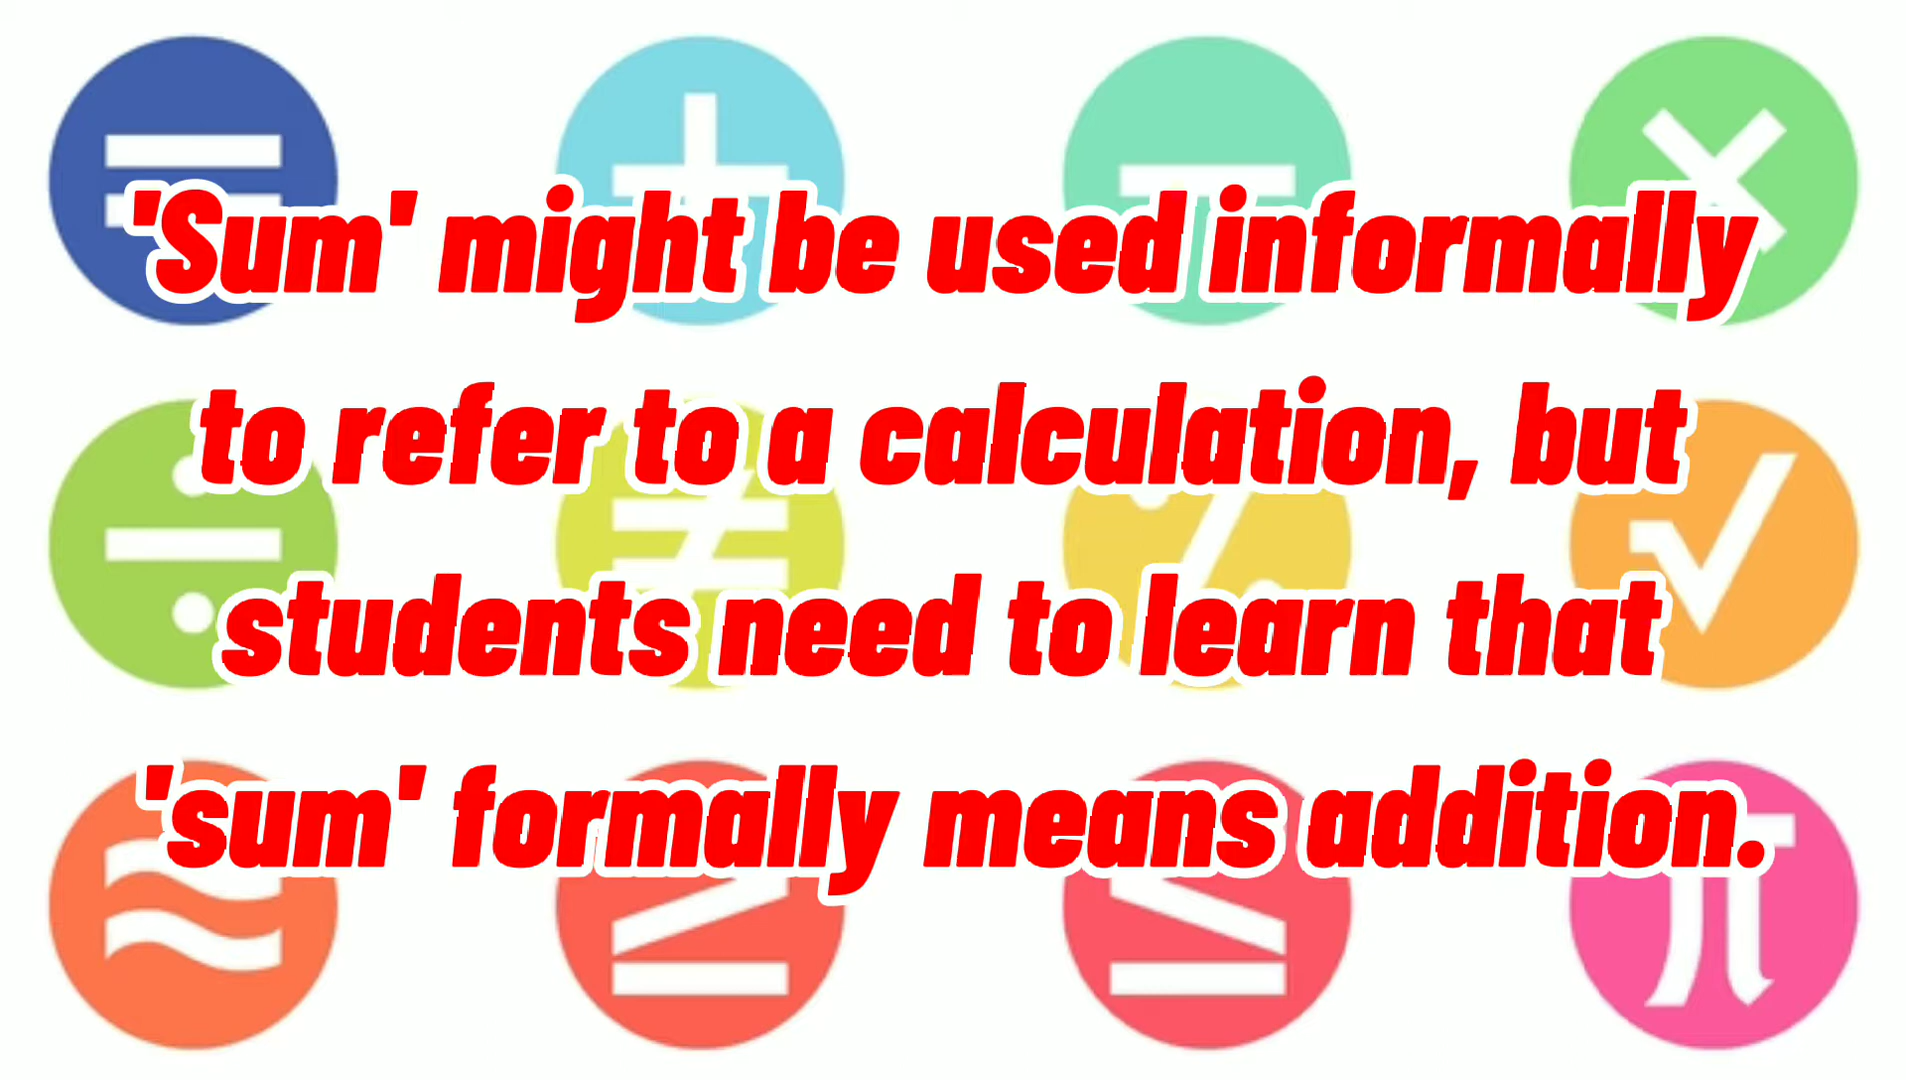 'Sum' might be used informally
to refer to a calculation, but
students need to learn that
'sum' formally means addition.